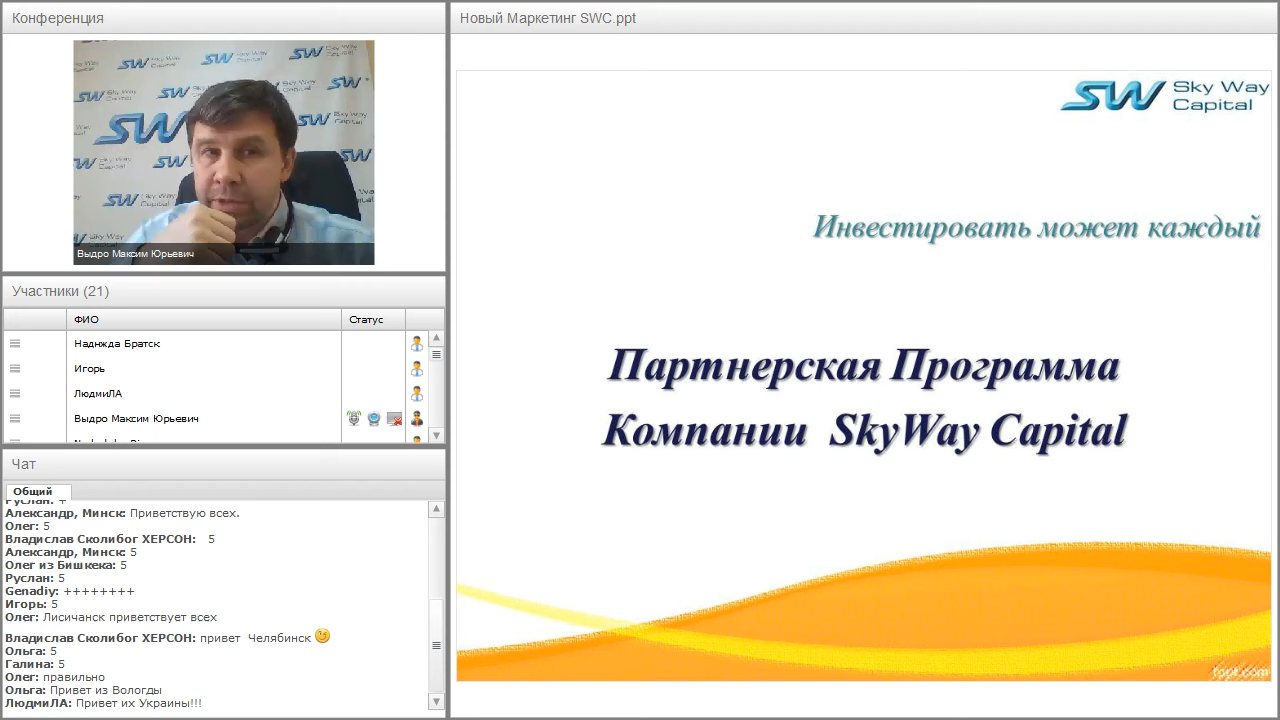 Конференция
Выдро Максим Юрьевич
Участники (21)
ФИО Статус
Наднжда Братск
Игорь
ЛюдмиЛА
Выдро Максим Юрьевич
Чат
Общий
Руслан: +
Александр, Минск: Приветствую всех.
Олег: 5
Владислав Сколибог ХЕРСОН: 5
Александр, Минск: 5
Олег из Бишкека: 5
Руслан: 5
Genadiy: ++++++++
Игорь: 5
Олег: Лисичанск приветствует всех
Владислав Сколибог ХЕРСОН: привет Челябинск
Ольга: 5
Галина: 5
Олег: правильно
Ольга: Привет из Вологды
ЛюдмиЛА: Привет их Украины!!!
Новый Маркетинг SWC.ppt
SW Sky Way
Capital
Инвестировать может каждый
Партнерская Программа
Компании SkyWay Capital
fppt.com